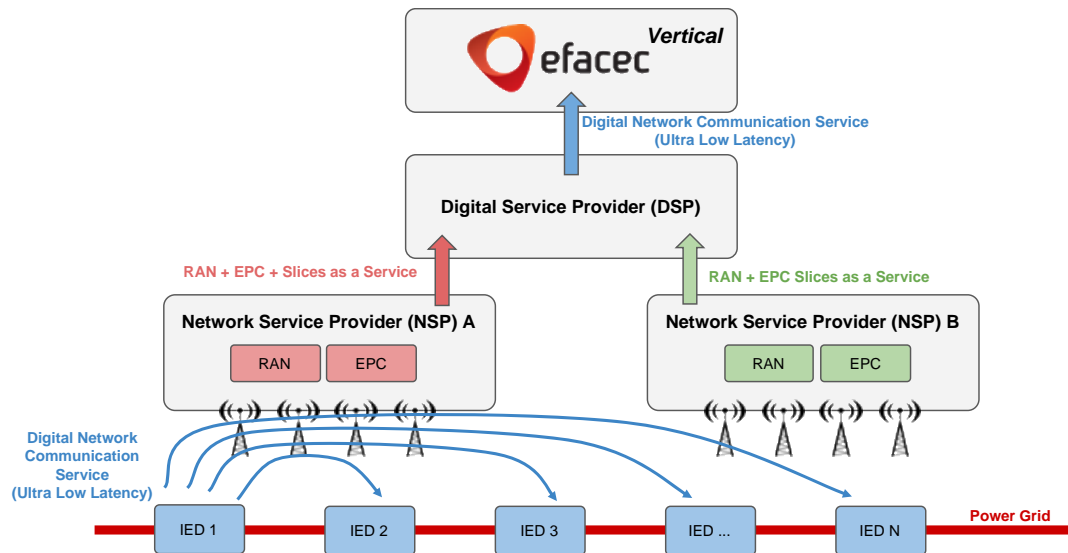 Vertical
efacec
Digital Network Communication Service
(Ultra Low Latency)
Digital Service Provider (DSP)
RAN + EPC + Slices as a Service
RAN + EPC Slices as a Service
Network Service Provider (NSP) A
RAN
EPC
Network Service Provider (NSP) B
RAN
EPC
Digital Network
Communication
Service
(Ultra Low Latency)
Power Grid
IED 1
IED 2
IED 3
IED ...
IED N